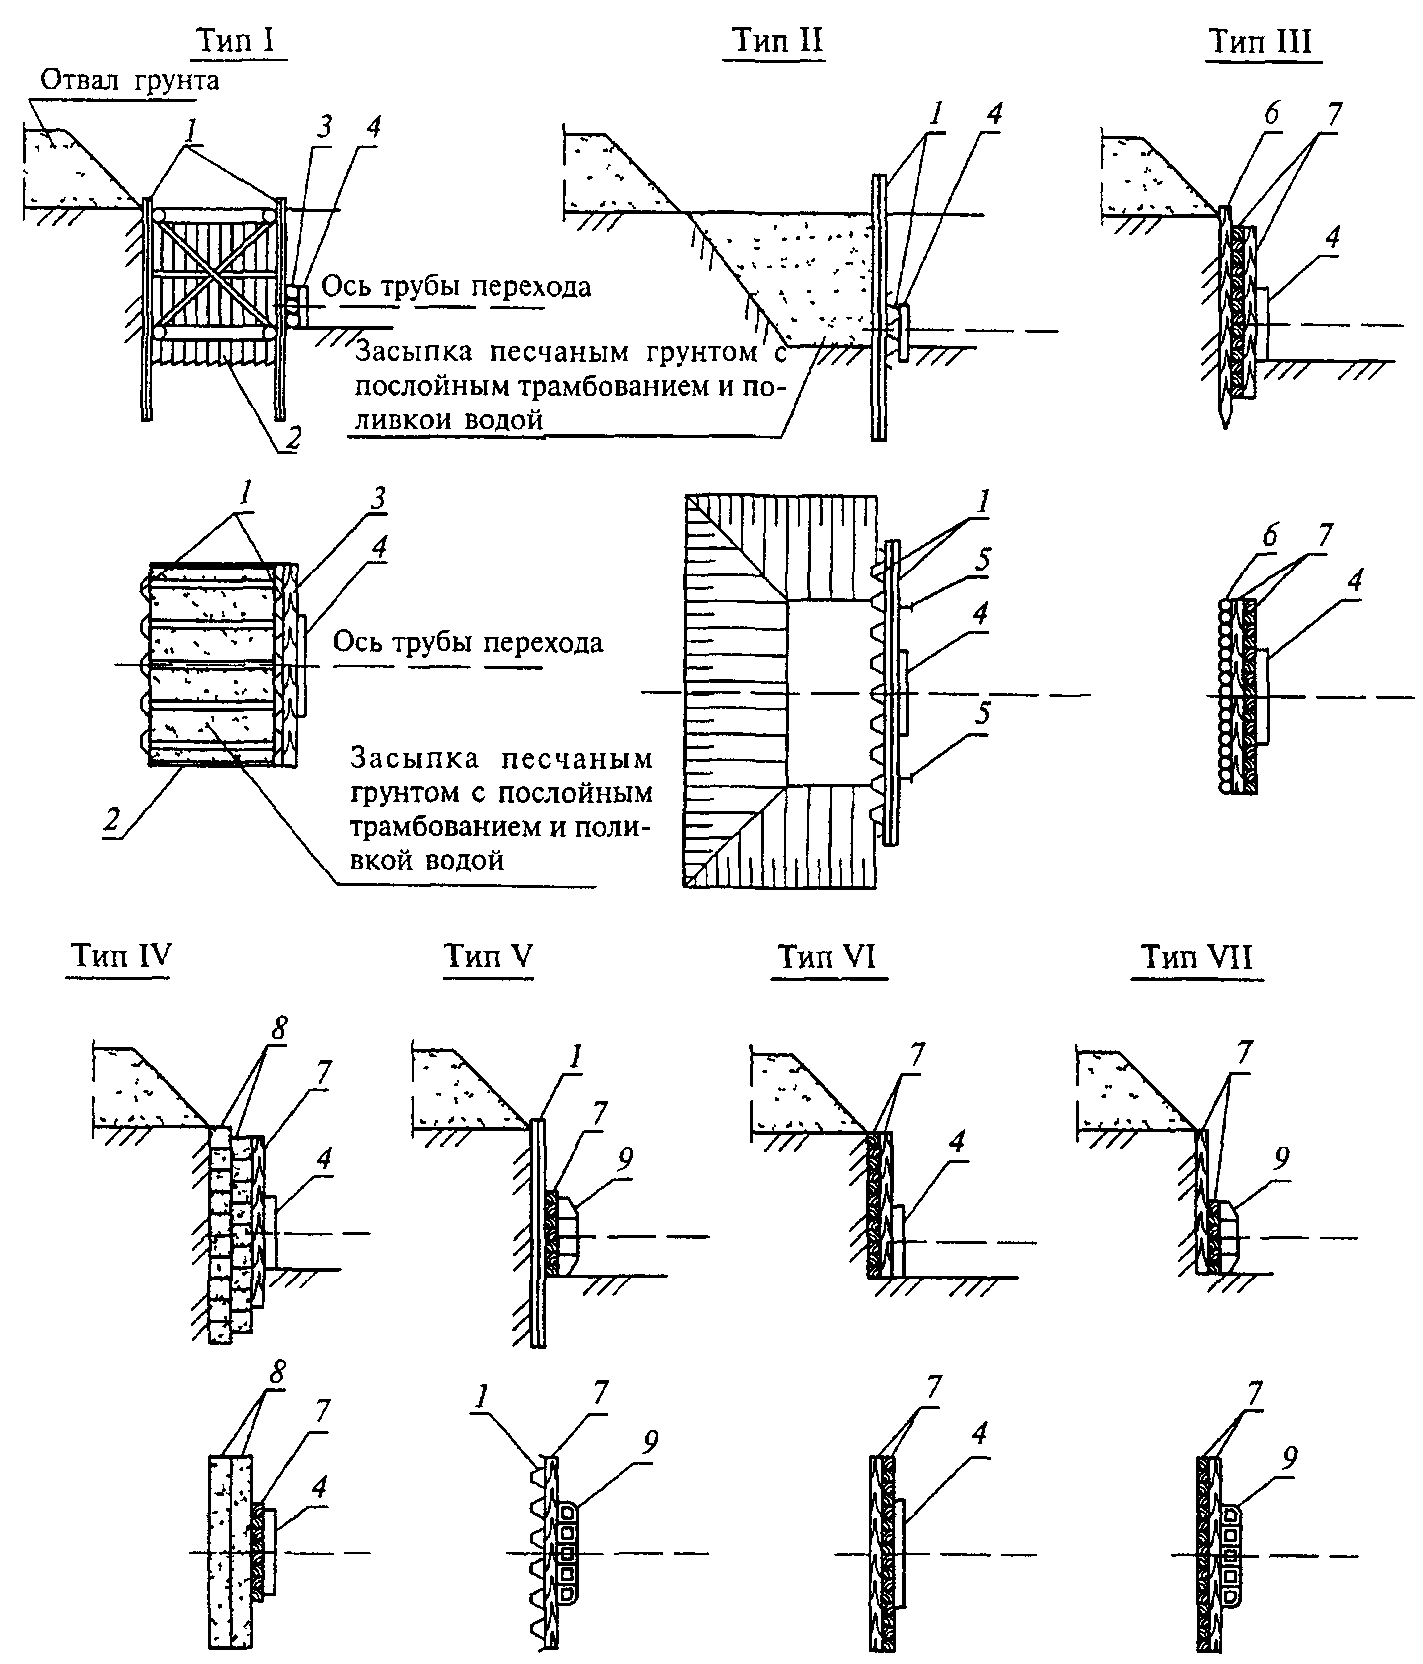 Тип I
Тип II
Тип III
Отвал грунта
1
3
4
1
4
6
7
4
Ось трубы перехода
Засыпка песчаным грунтом с
послойным трамбованием и по-
ливкои водой
2
1
3
4
Ось трубы перехода
Засыпка песчаным
грунтом с послойным
трамбованием и поли-
вкой водой
2
1
5
4
5
6
7
4
Тип IV
Тип V
Тип VI
Тип VII
8
7
4
1
7
9
7
4
7
9
8
7
4
1
7
9
7
4
7
9